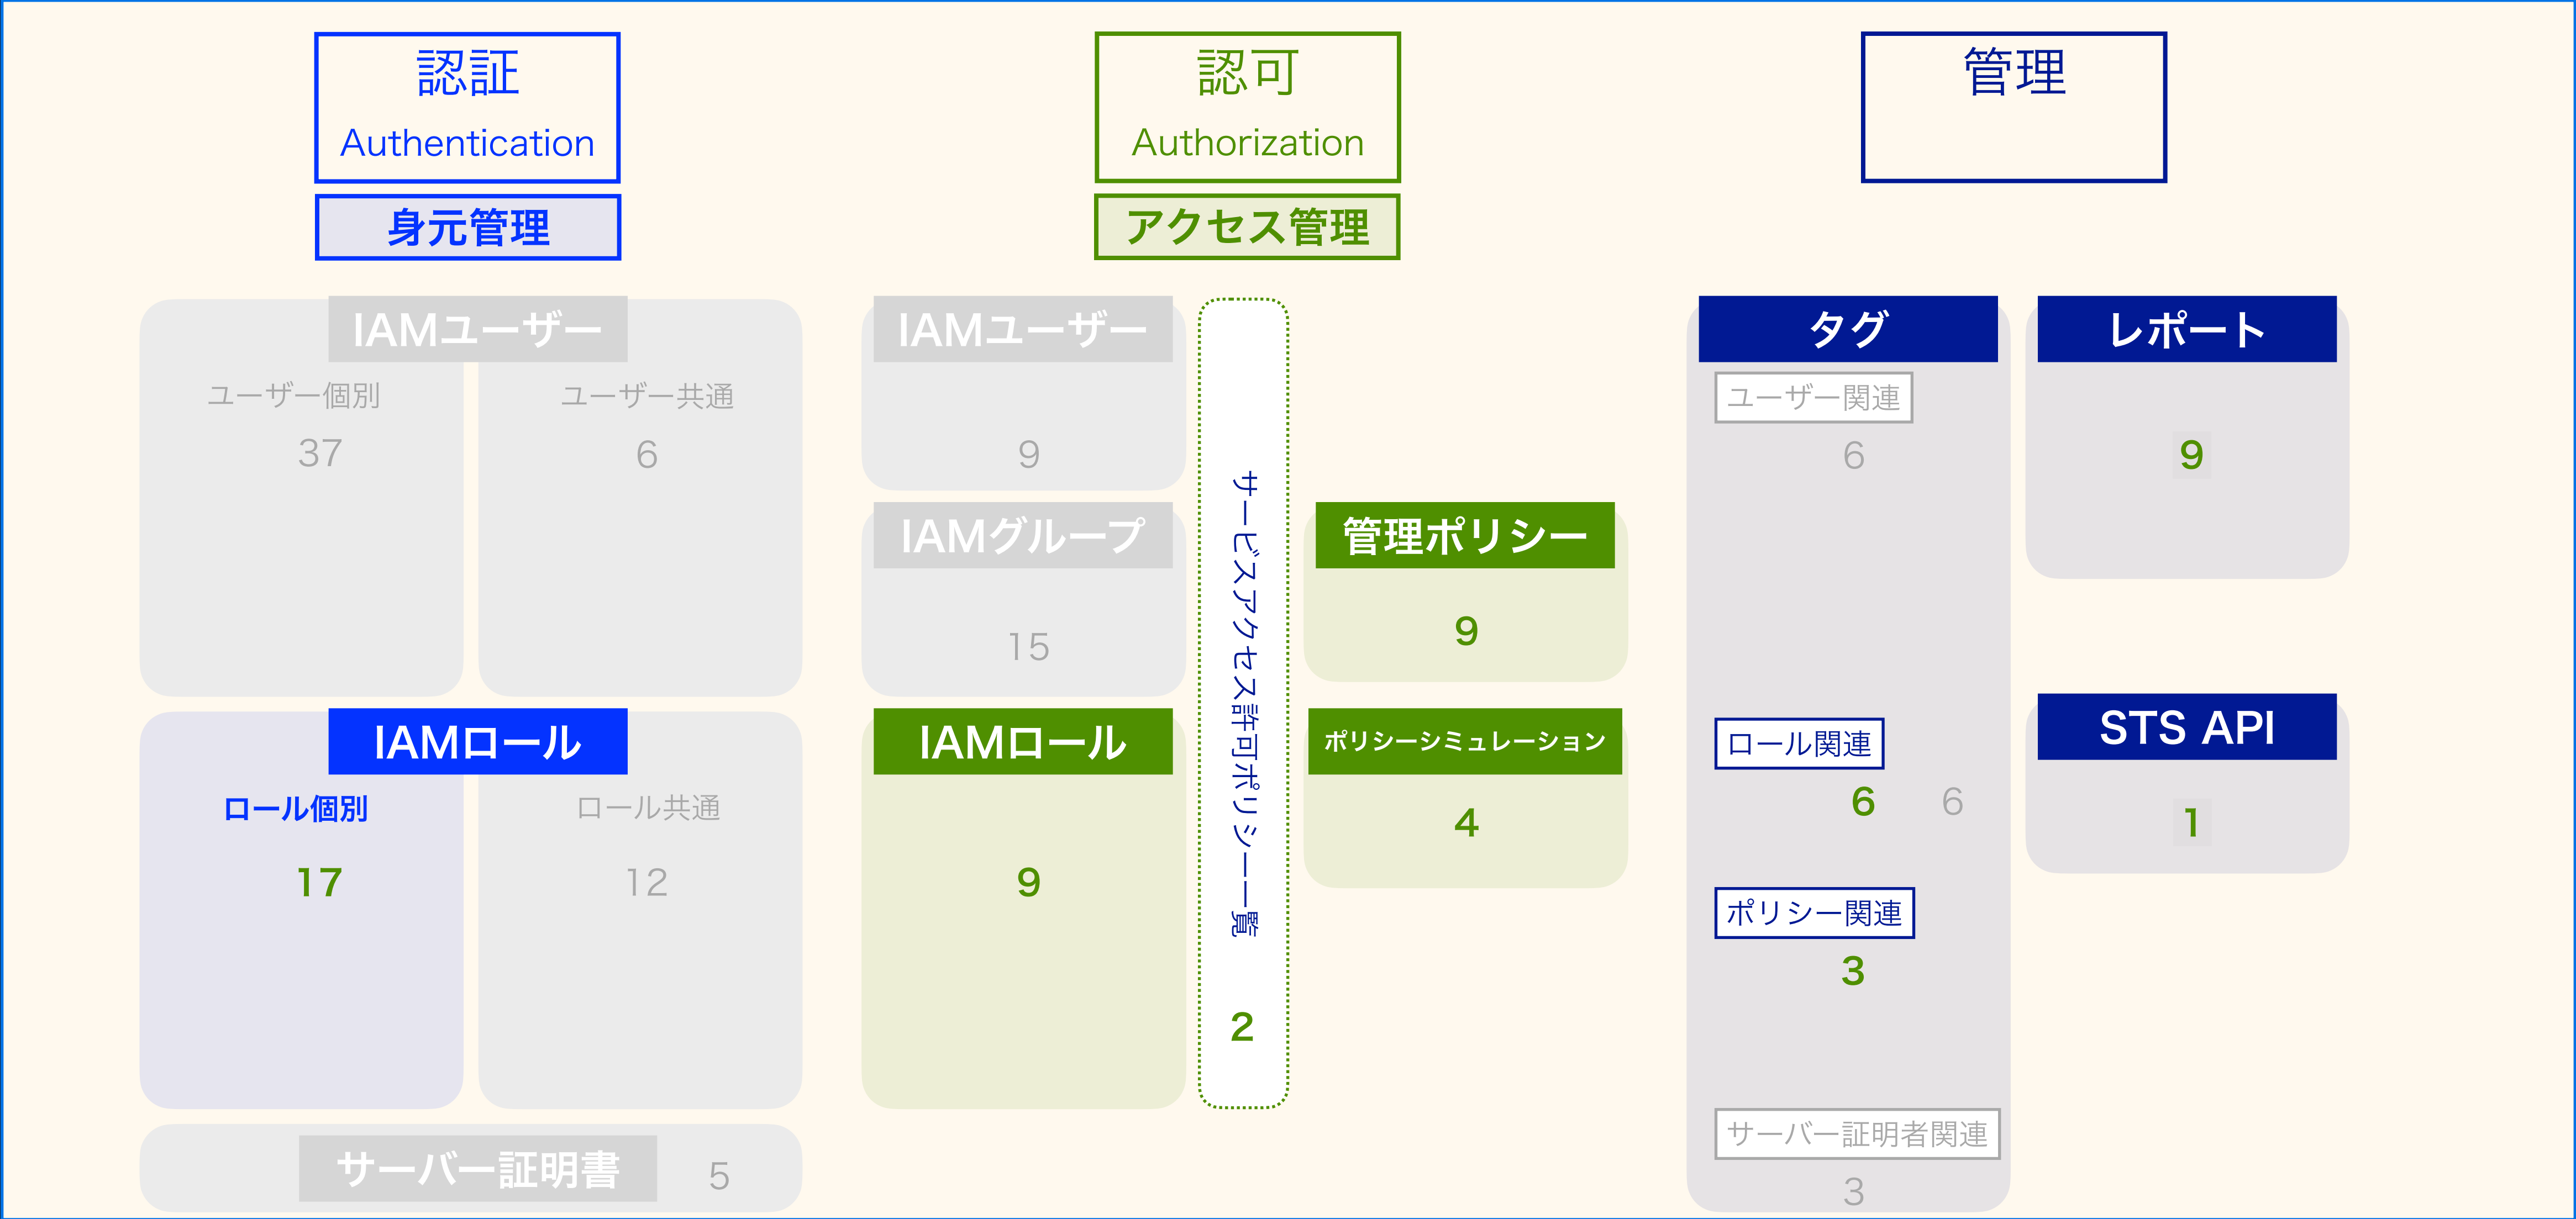 認証
Authentication
身元管理
IAMユーザー
ユーザー個別
ユーザー共通
37
6
IAMロール
ロール個別
ロール共通
17
12
サーバー証明書
5
認可
Authorization
アクセス管理
IAMユーザー
9
IAMグループ
15
IAMロール
9
サービスアクセス許可ポリシー一覧
2
管理ポリシー
9
ポリシーシミュレーション
4
管理
タグ
ユーザー関連
6
ロール関連
6
6
ポリシー関連
3
サーバー証明者関連
3
レポート
9
STS API
1